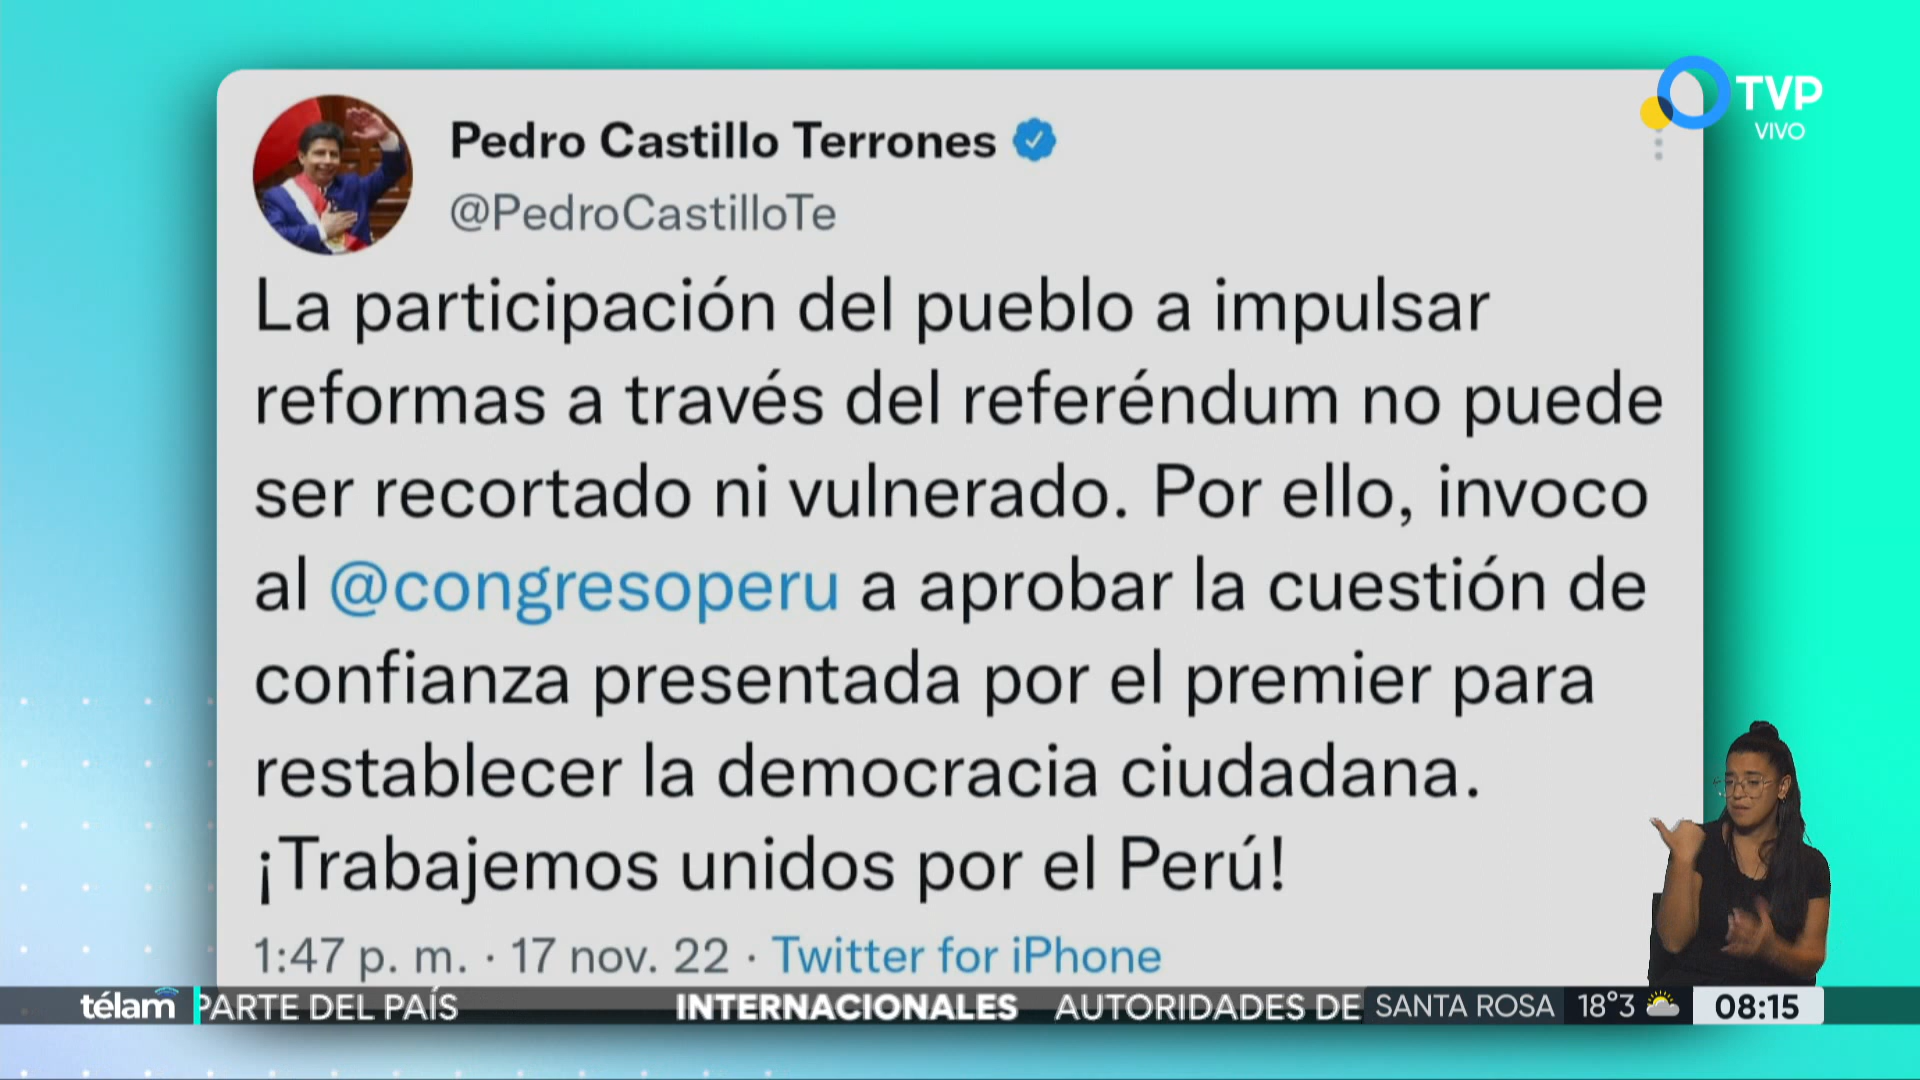 Pedro Castillo Terrones
@PedroCastilloTe
La participación del pueblo a impulsar
reformas a través del referéndum no puede
ser recortado ni vulnerado. Por ello, invoco
al @congresoperu a aprobar la cuestión de
confianza presentada por el premier para
restablecer la democracia ciudadana.
¡Trabajemos unidos por el Perú!
1:47 p. m. · 17 nov. 22 · Twitter for iPhone
TVP
VIVO
télam PARTE DEL PAÍS INTERNACIONALES AUTORIDADES DE SANTA ROSA 18°3 08:15